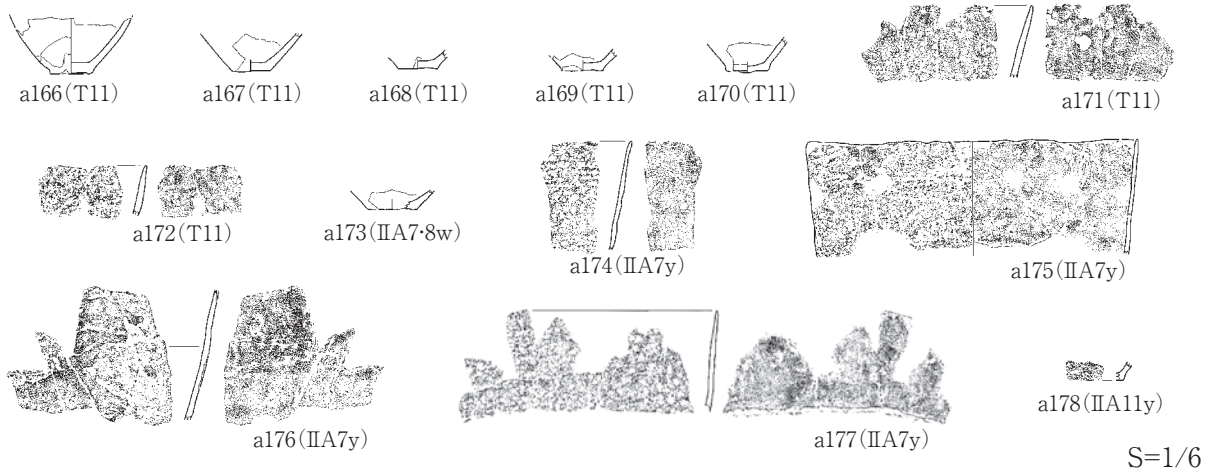 a166(T11)
a167(T11)
a168(T11)
a169(T11)
a170(T11)
a171(T11)
a172(T11)
a173(ⅡA7・8w)
a174(ⅡA7y)
a175(ⅡA7y)
a176(ⅡA7y)
a177(ⅡA7y)
a178(ⅡA11y)
S=1/6